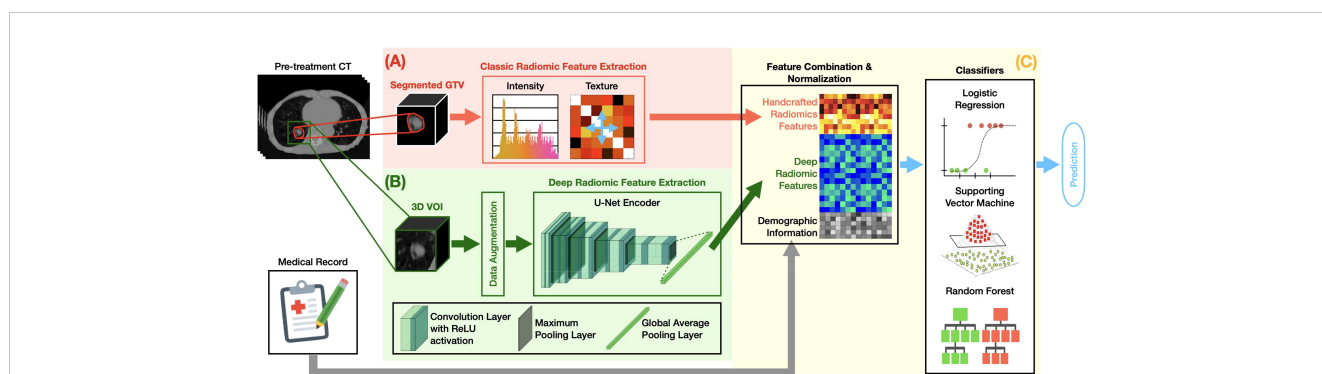 Pre-treatment CT
(A)
Segmented GTV
Classic Radiomic Feature Extraction
Intensity
Texture
(B)
3D VOI
Data Augmentation
Deep Radiomic Feature Extraction
U-Net Encoder
Convolution Layer
with ReLU
activation
Maximum
Pooling Layer
Global Average
Pooling Layer
Medical Record
Feature Combination &
Normalization
Handcrafted
Radiomics
Features
Deep
Radiomic
Features
Demographic
Information
(C)
Classifiers
Logistic
Regression
Supporting
Vector Machine
Random Forest
Prediction